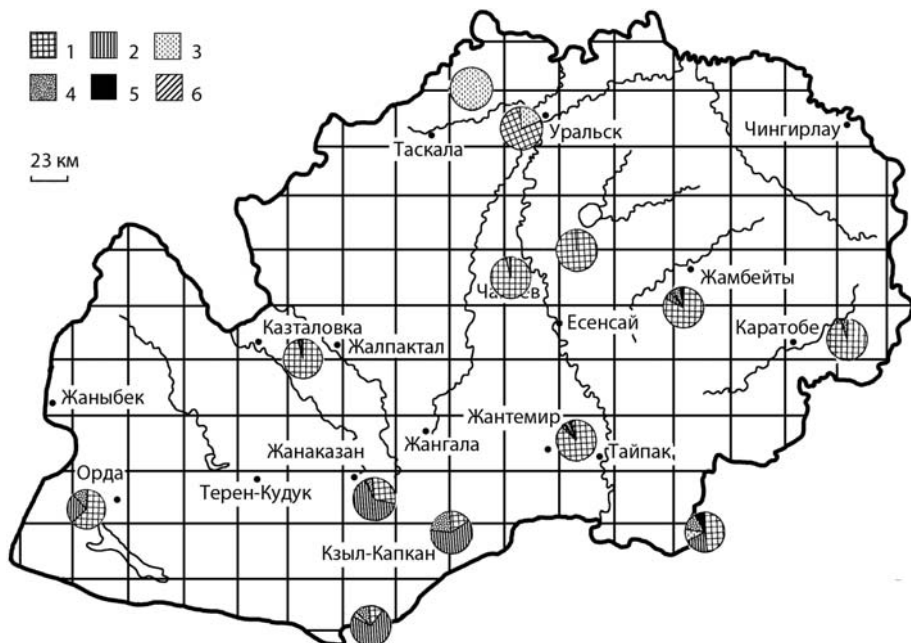 1 2 3
4 5 6
23 км
Таскала
Уральск
Чингирлау
Жамбейты
Есенсай
Каратобе
Казталовка
Жалпактал
Жаныбек
Жангала
Жантемир
Тайпак
Жанаказан
Орда
Терен-Кудук
Кзыл-Капкан